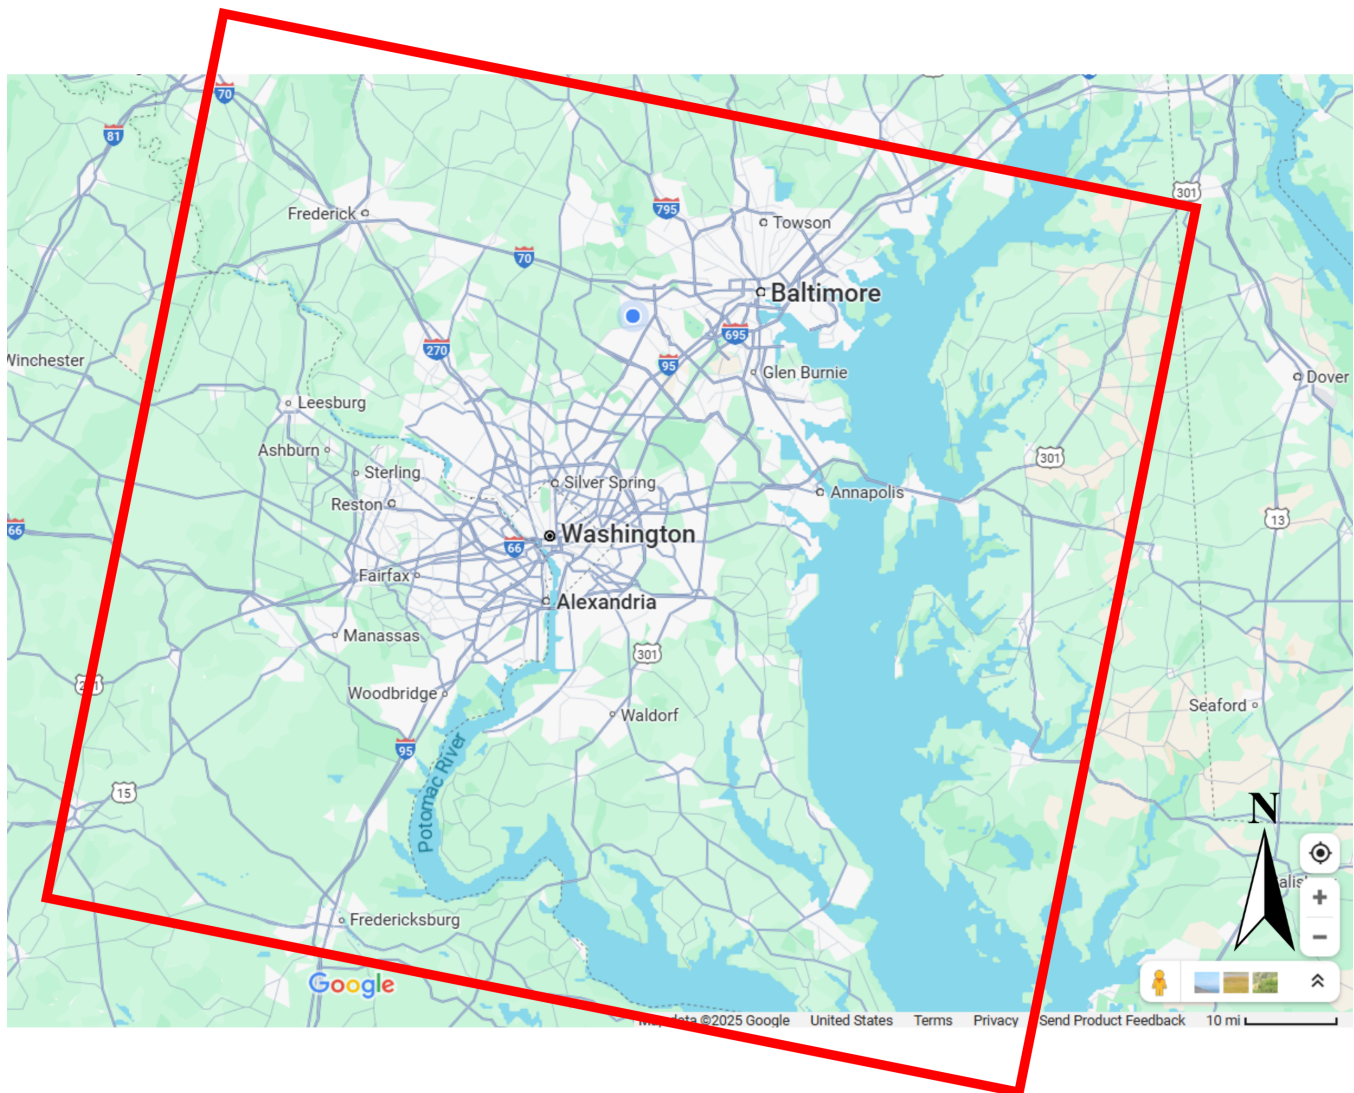 70
81
301
795
Frederick
Towson
70
Baltimore
695
270
95
Winchester
Glen Burnie
Dover
Leesburg
Ashburn
301
Sterling
Silver Spring
Reston
Annapolis
13
66
Washington
66
Fairfax
Alexandria
Manassas
301
Woodbridge
Seaford
Waldorf
95
Potomac River
15
N
Fredericksburg
Google
©2025 Google
United States
Terms
Privacy
Send Product Feedback
10 mi